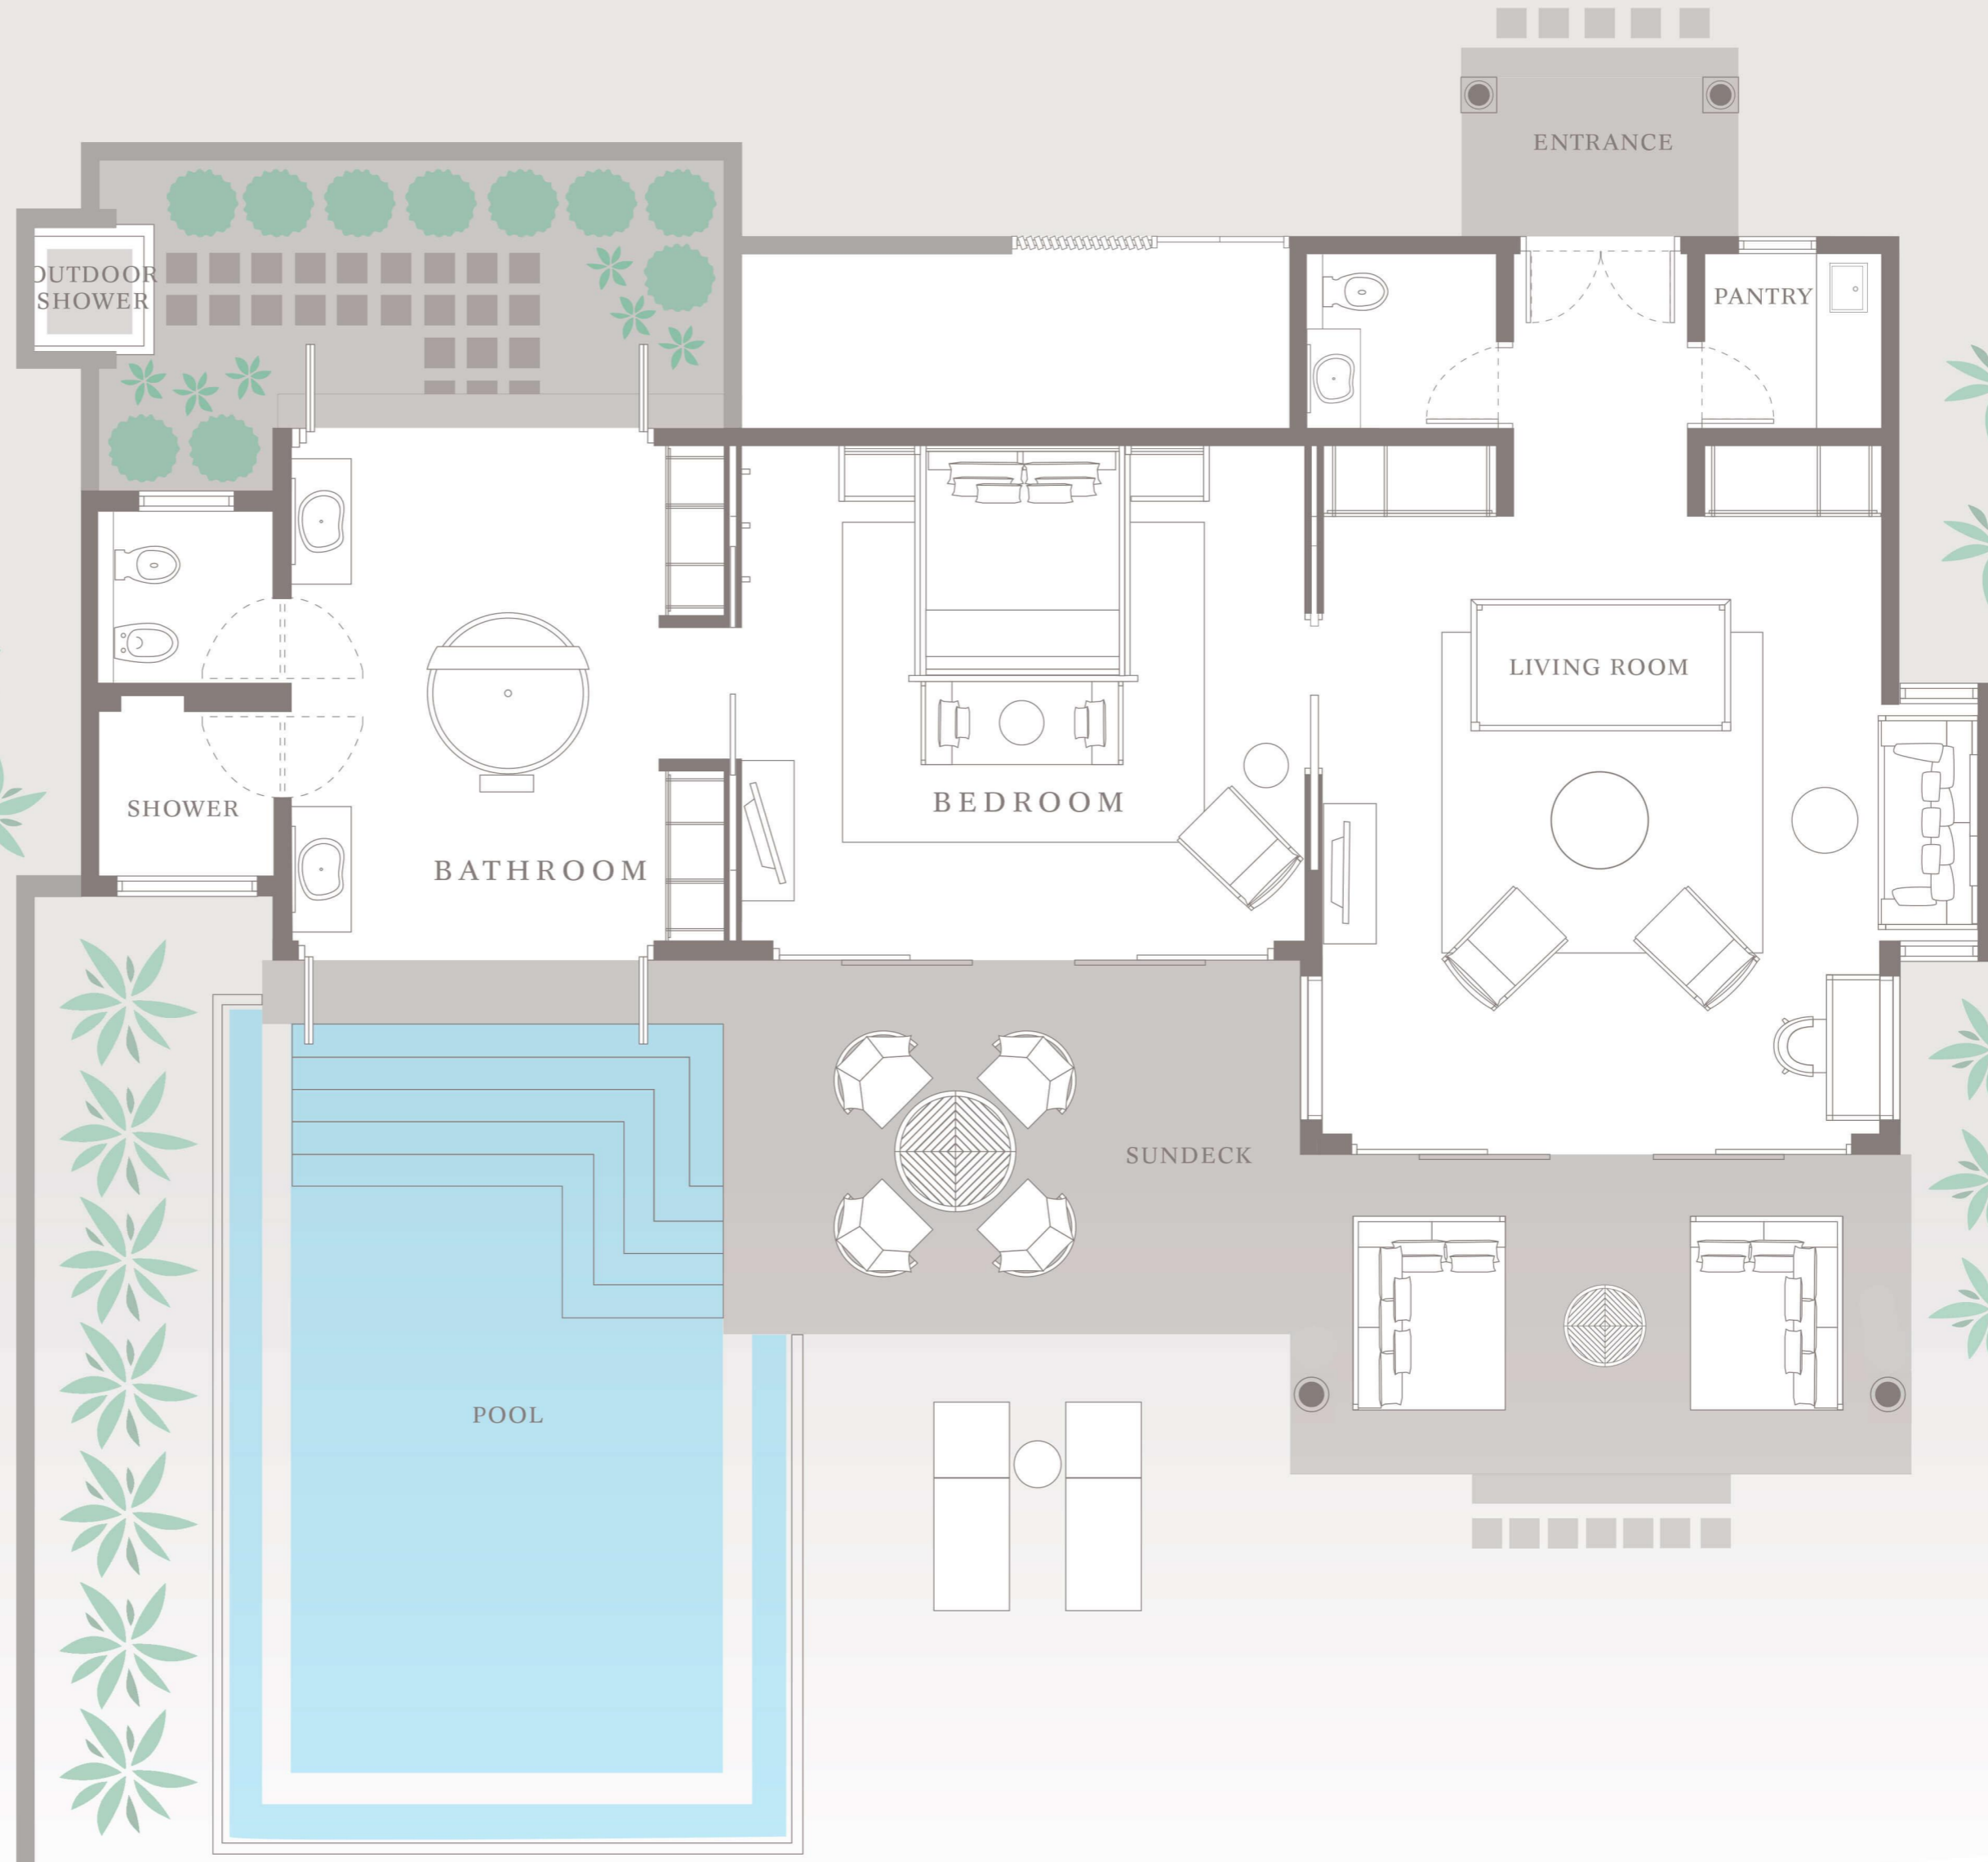 ENTRANCE
OUTDOOR
SHOWER
PANTRY
LIVING ROOM
BEDROOM
SHOWER
BATHROOM
SUNDECK
POOL